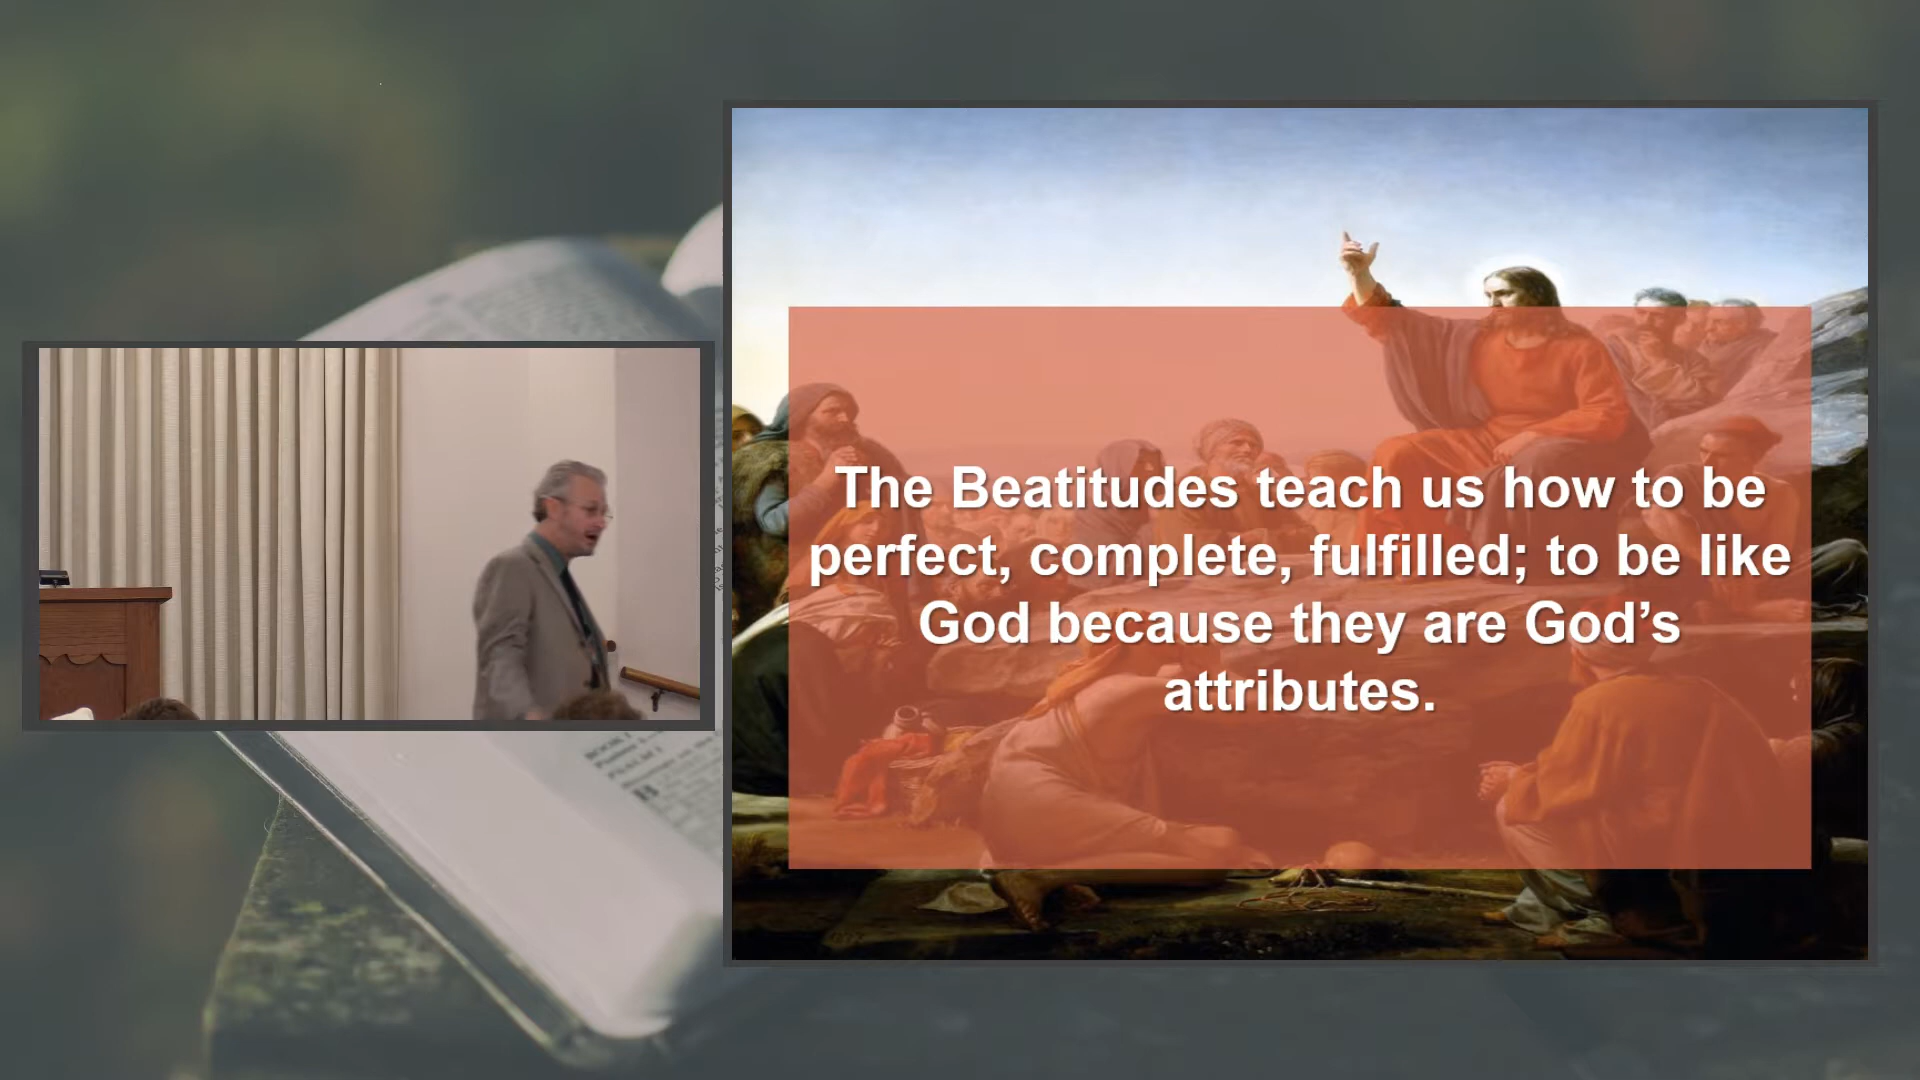 The Beatitudes teach us how to be
perfect, complete, fulfilled; to be like
God because they are God’s
attributes.